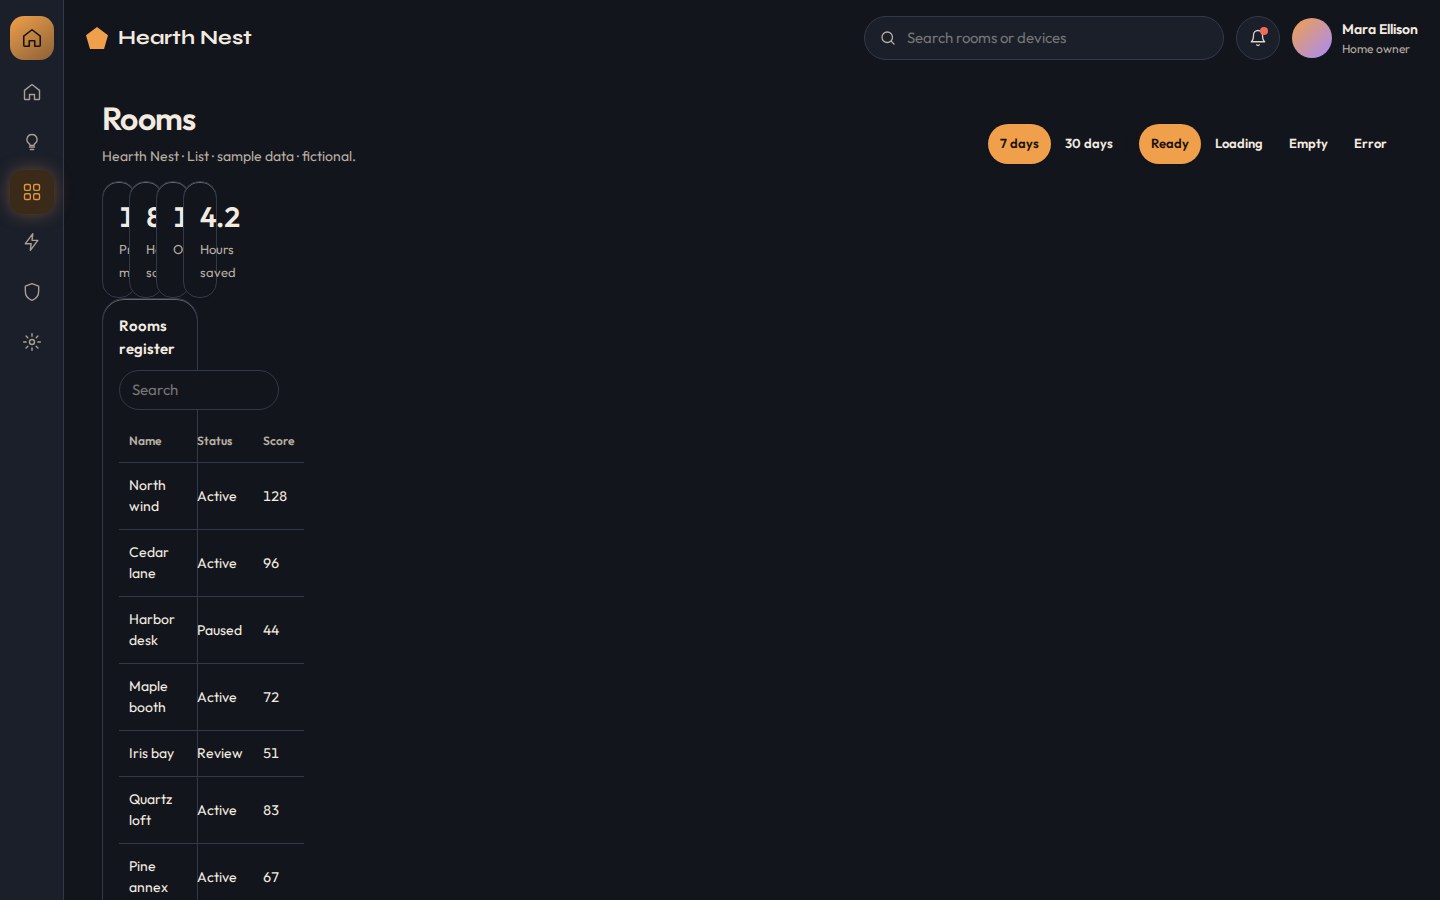 Hearth Nest
Search rooms or devices
Mara Ellison
Home owner
Rooms
Hearth Nest · List · sample data · fictional.
7 days 30 days Ready Loading Empty Error
4.2
Hours
saved
Rooms
register
Search
Name Status Score
North wind Active 128
Cedar lane Active 96
Harbor desk Paused 44
Maple booth Active 72
Iris bay Review 51
Quartz loft Active 83
Pine annex Active 67